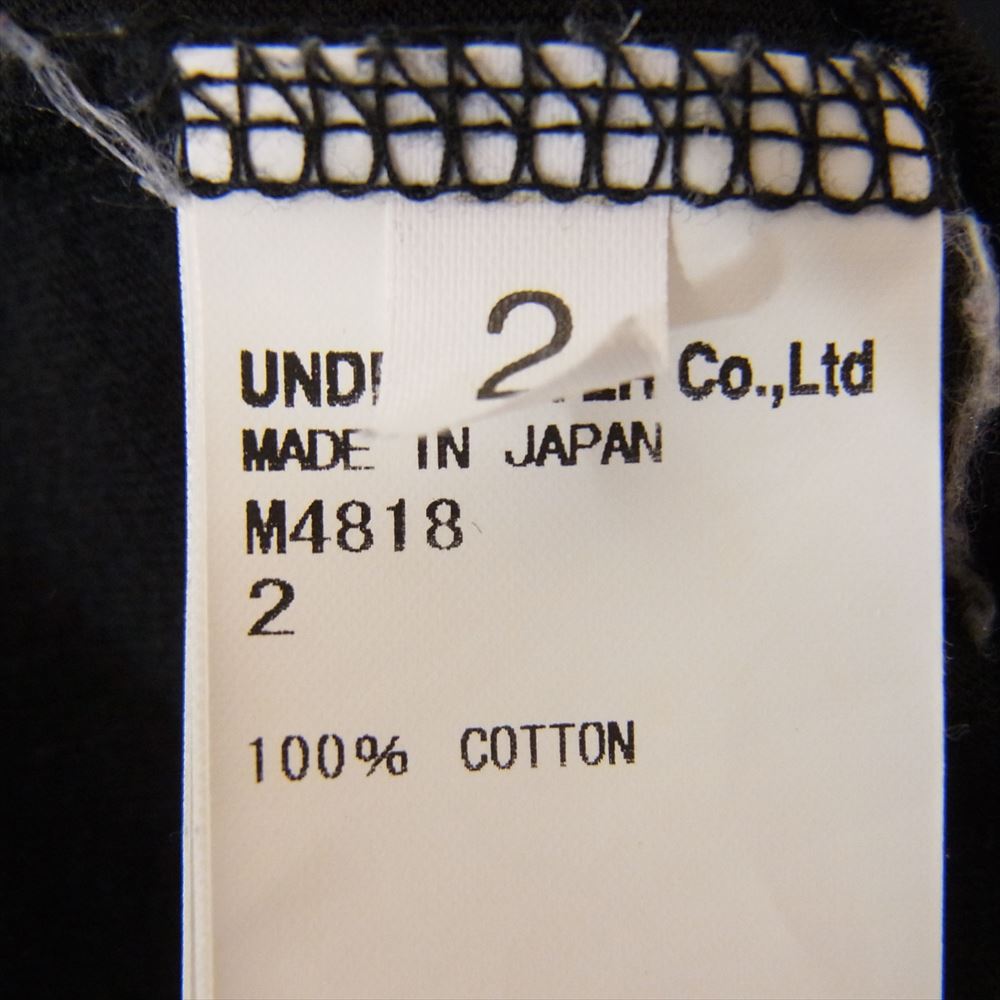 2
Co.,Ltd
MADE IN JAPAN
M4818
2
100% COTTON